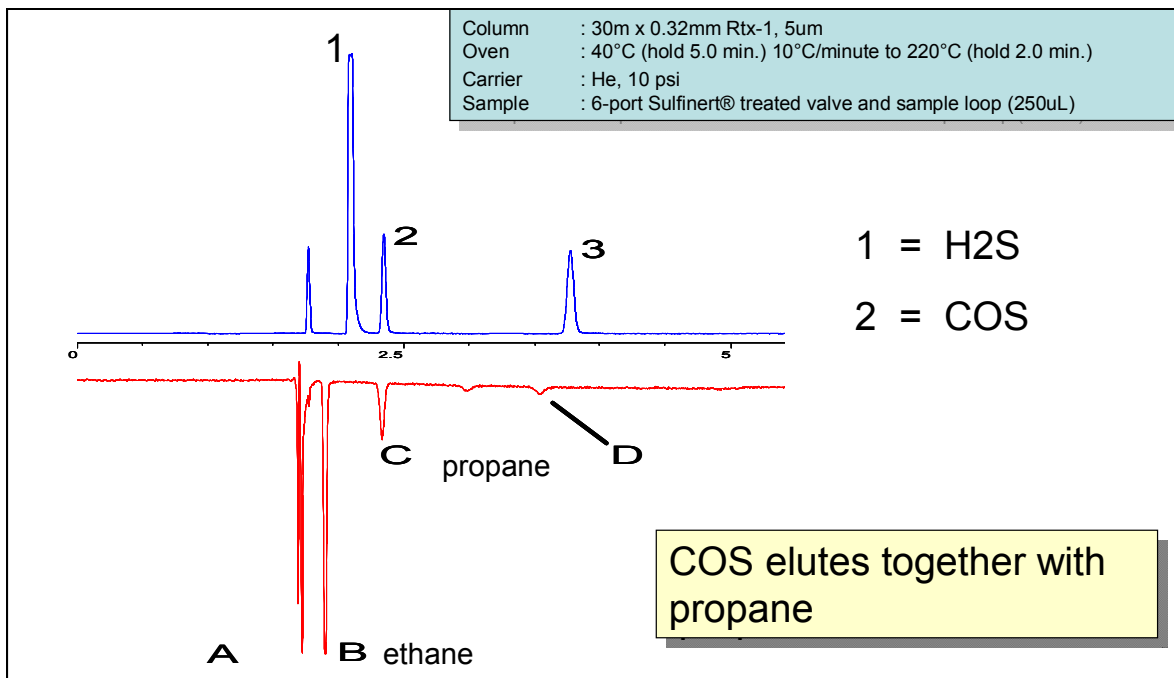 Column : 30m x 0.32mm Rtx-1, 5um
Oven : 40°C (hold 5.0 min.) 10°C/minute to 220°C (hold 2.0 min.)
Carrier : He, 10 psi
Sample : 6-port Sulfinert® treated valve and sample loop (250uL)
1
2
3
1 = H2S
2 = COS
0 2.5 5
C propane D
COS elutes together with
propane
A B ethane